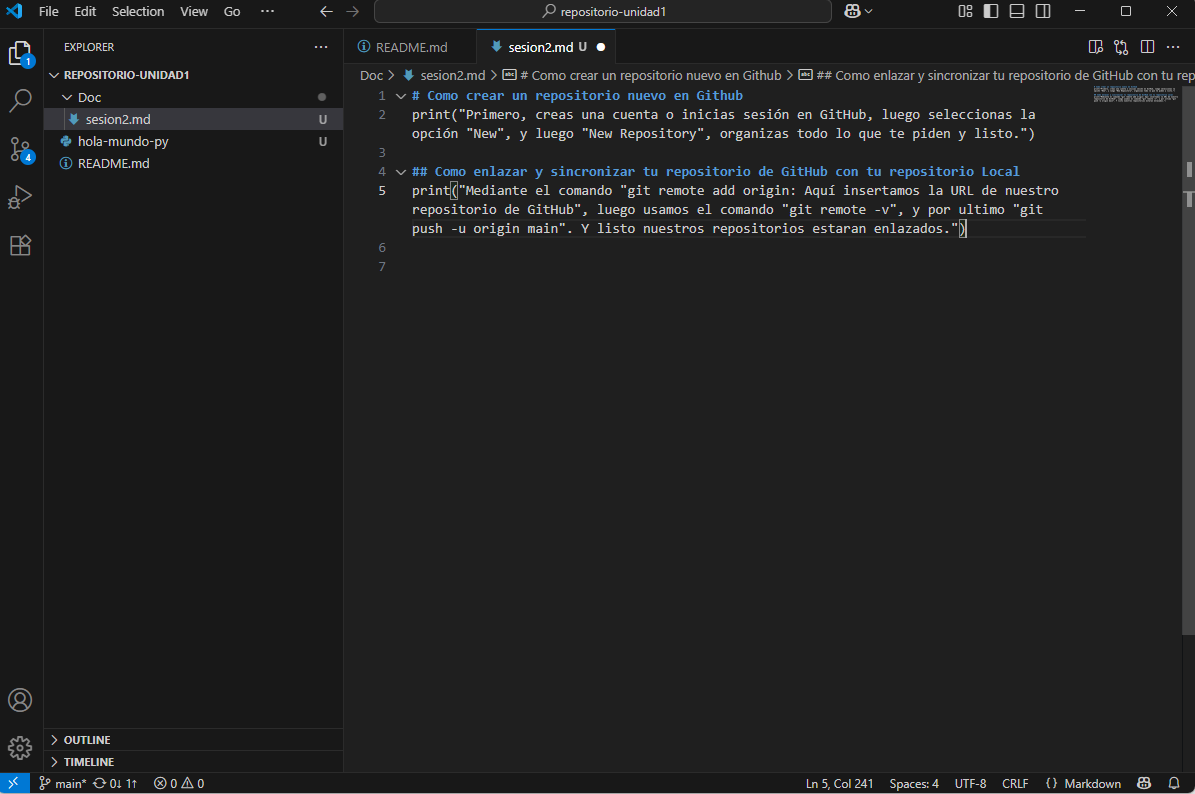 File Edit Selection View Go ··· repositorio-unidad1
EXPLORER ···
REPOSITORIO-UNIDAD1
Doc
sesion2.md U
hola-mundo-py U
README.md
OUTLINE
TIMELINE
1
4
README.md sesion2.md U
Doc > sesion2.md > # Como crear un repositorio nuevo en Github > ## Como enlazar y sincronizar tu repositorio de GitHub con tu rep
1 # Como crear un repositorio nuevo en Github
2 print("Primero, creas una cuenta o inicias sesión en GitHub, luego seleccionas la
opción "New", y luego "New Repository", organizas todo lo que te piden y listo.")
3
4 ## Como enlazar y sincronizar tu repositorio de GitHub con tu repositorio Local
5 print("Mediante el comando "git remote add origin: Aquí insertamos la URL de nuestro
repositorio de GitHub", luego usamos el comando "git remote -v", y por ultimo "git
push -u origin main". Y listo nuestros repositorios estaran enlazados.")
6
7
main* 0↓ 1↑ 0 0 Ln 5, Col 241 Spaces: 4 UTF-8 CRLF {} Markdown